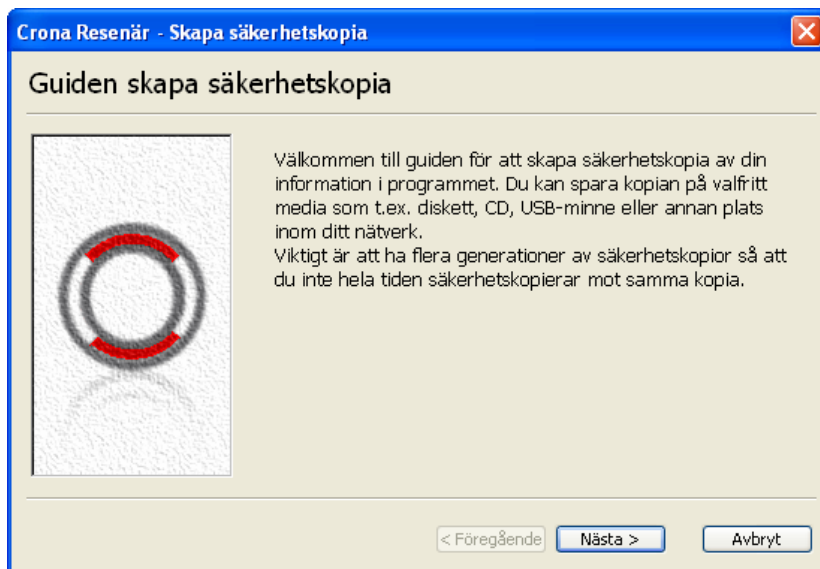 Crona Resenär - Skapa säkerhetskopia
Guiden skapa säkerhetskopia
Välkommen till guiden för att skapa säkerhetskopia av din
information i programmet. Du kan spara kopian på valfritt
media som t.ex. diskett, CD, USB-minne eller annan plats
inom ditt nätverk.
Viktigt är att ha flera generationer av säkerhetskopior så att
du inte hela tiden säkerhetskopierar mot samma kopia.
< Föregående Nästa > Avbryt